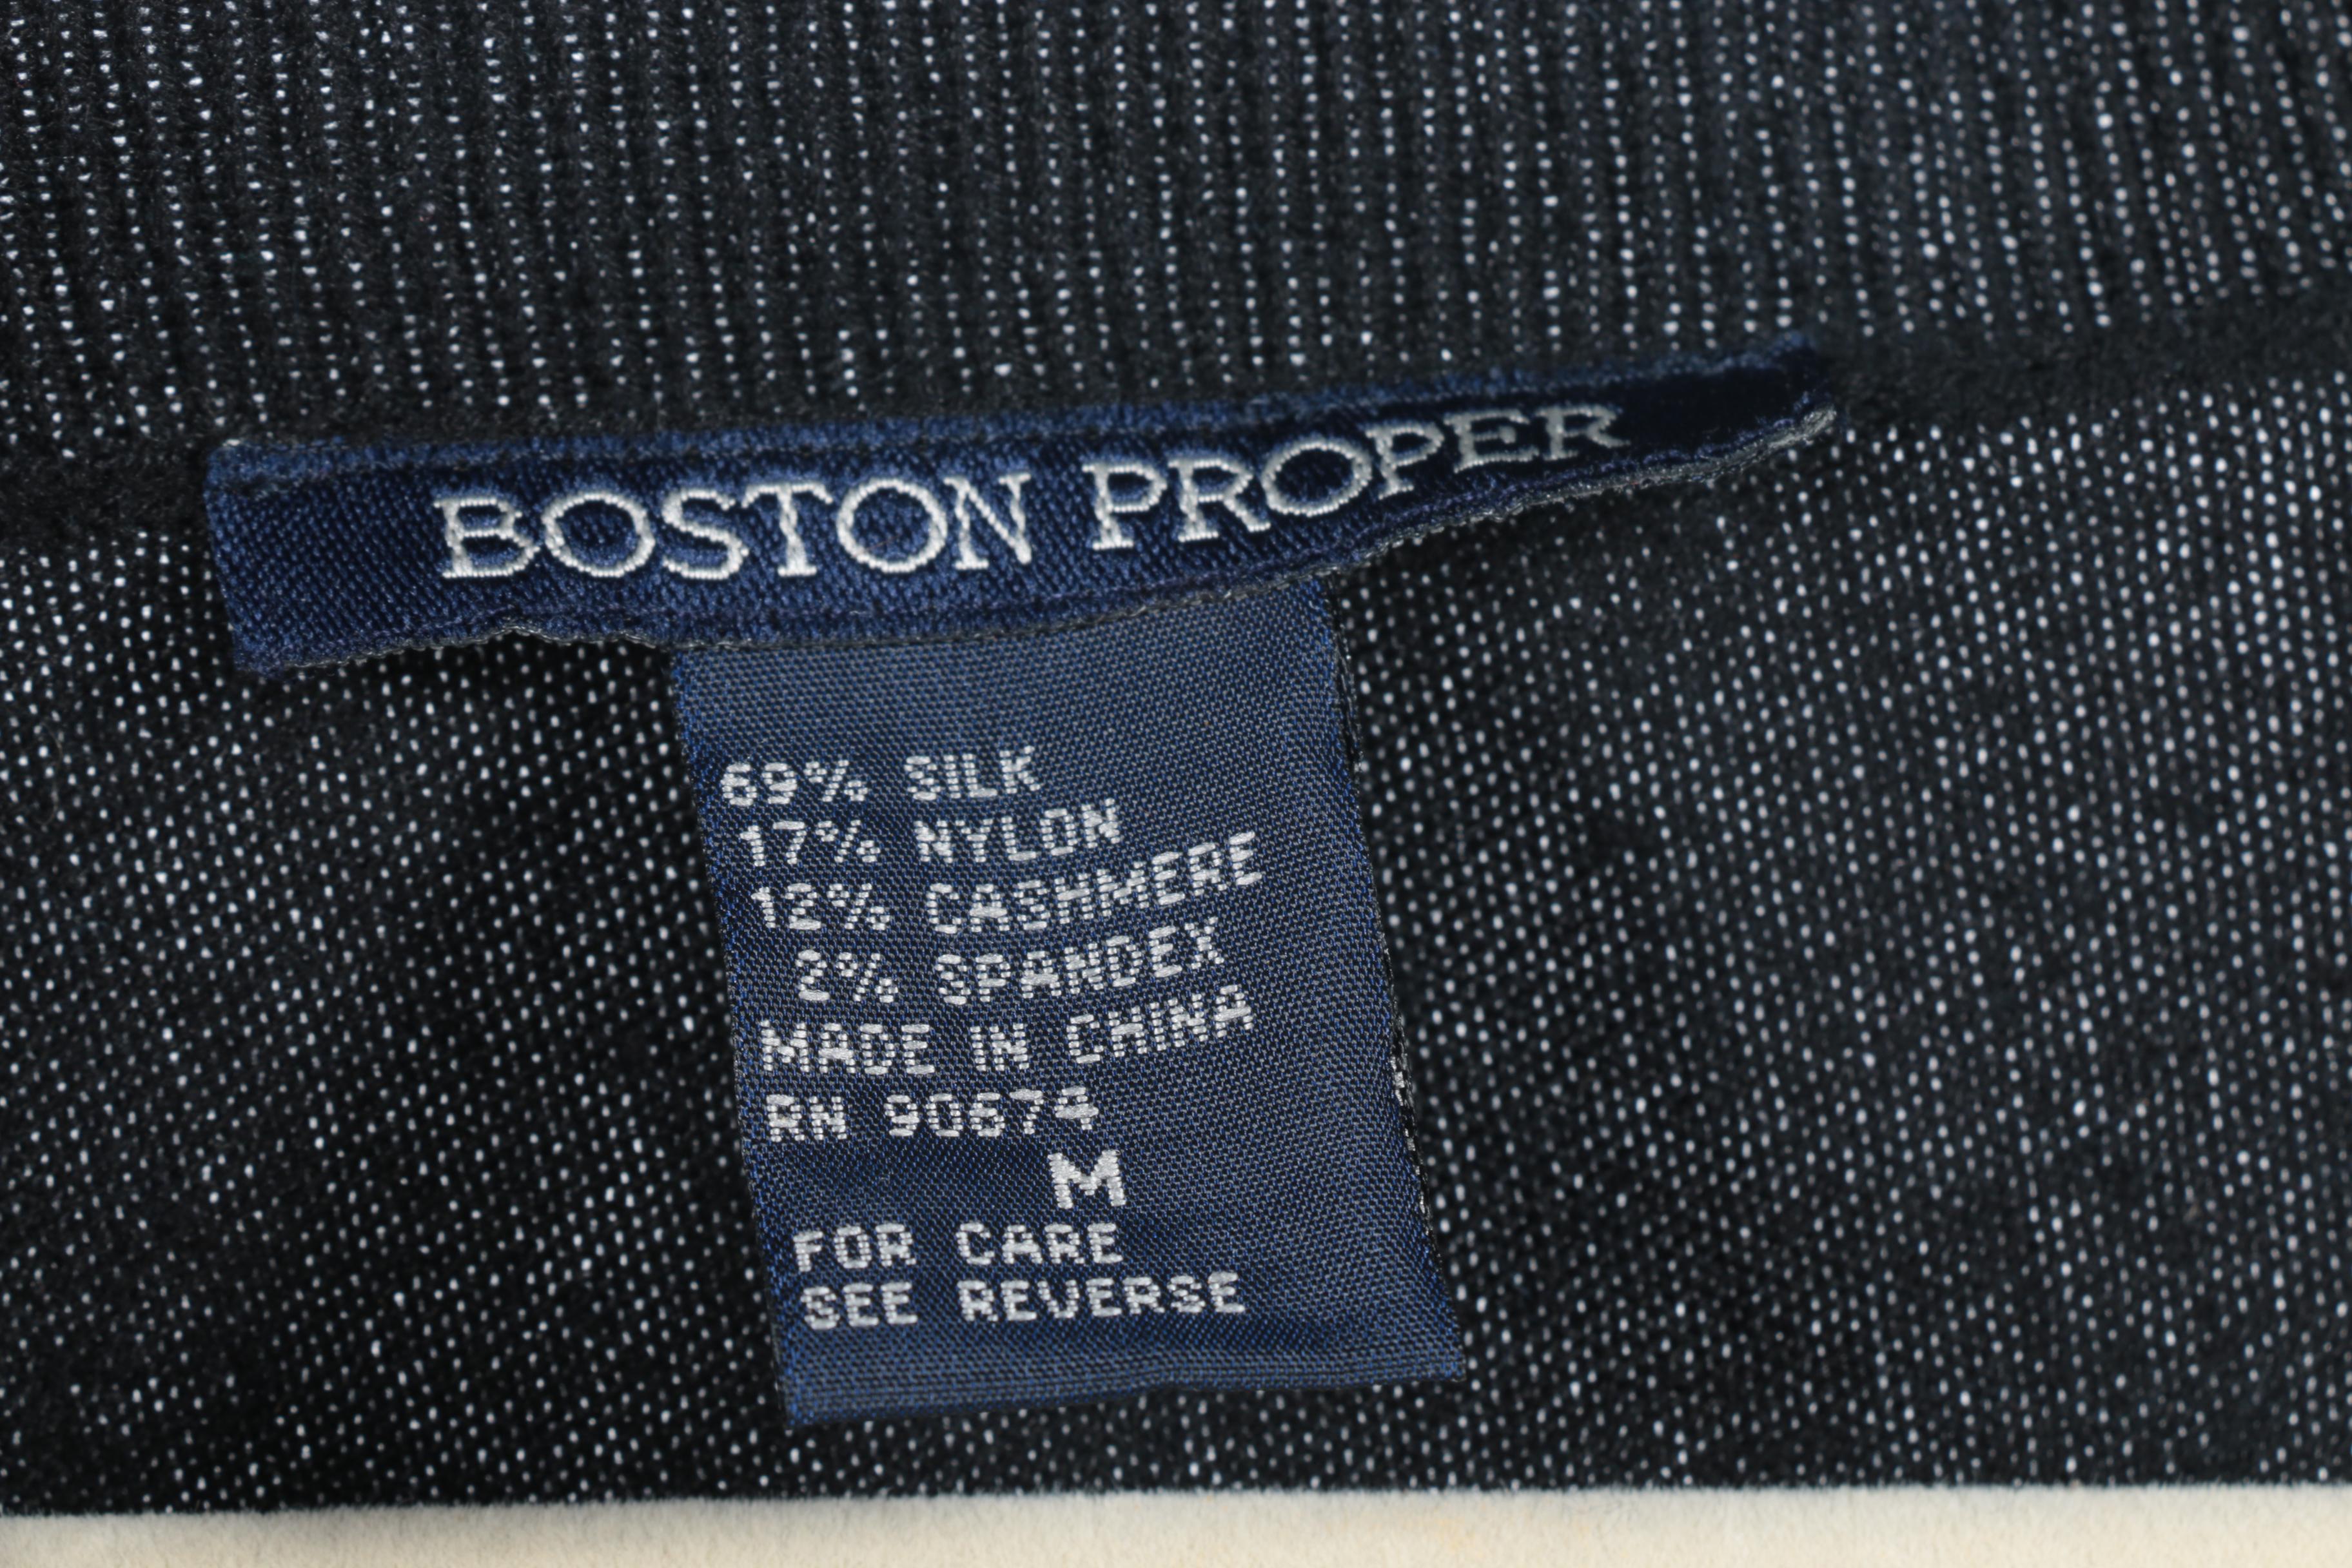 BOSTON PROPER
69% SILK
17% NYLON
12% CASHMERE
2% SPANDEX
MADE IN CHINA
RN 90674
M
FOR CARE
SEE REVERSE